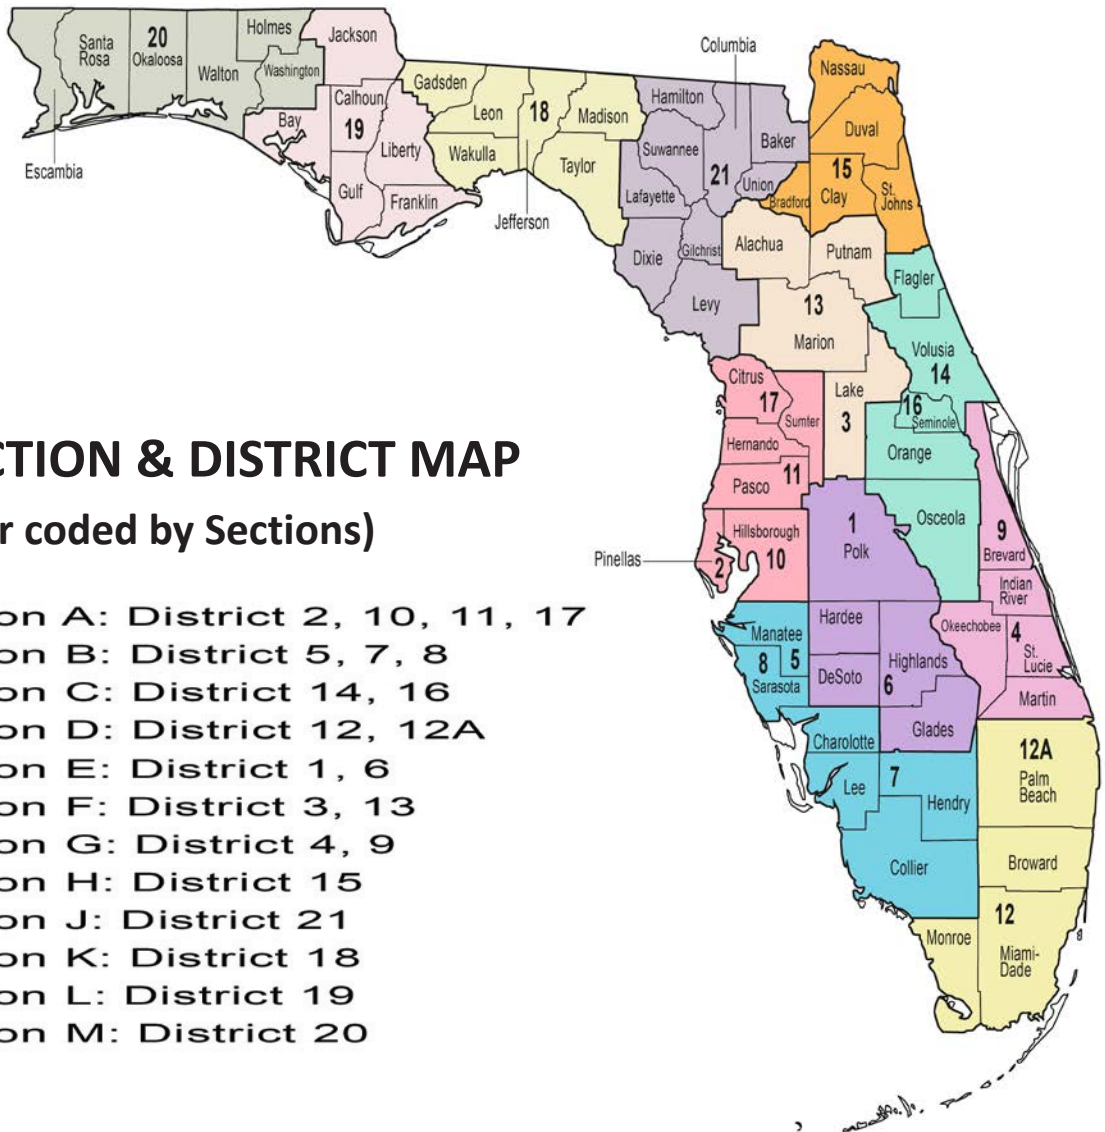 Columbia
Nassau
Holmes
Jackson
20
Santa
Rosa
Okaloosa
Walton
Washington
Gadsden
Hamilton
Calhoun
Leon
18
Madison
Duval
Bay
19
Baker
Suwannee
Liberty
Wakulla
Taylor
21
15
Union
Escambia
Gulf
Franklin
Lafayette
Bradford
Clay
St.
Johns
Jefferson
Dixie
Gilchrist
Alachua
Putnam
Flagler
Levy
13
Marion
Volusia
14
Citrus
17
Lake
3
16
Sumter
Seminole
CTION & DISTRICT MAP
Hernando
Orange
11
Pasco
r coded by Sections)
Hillsborough
1
Polk
Osceola
9
Brevard
Pinellas
2
10
Indian
River
on A: District 2, 10, 11, 17
on B: District 5, 7, 8
on C: District 14, 16
on D: District 12, 12A
on E: District 1, 6
on F: District 3, 13
on G: District 4, 9
on H: District 15
on J: District 21
on K: District 18
on L: District 19
on M: District 20
Hardee
Okeechobee
4
Manatee
St.
Lucie
8
5
Highlands
DeSoto
6
Sarasota
Martin
Glades
Charolotte
12A
Palm
Beach
7
Lee
Hendry
Collier
Broward
12
Monroe
Miami-
Dade